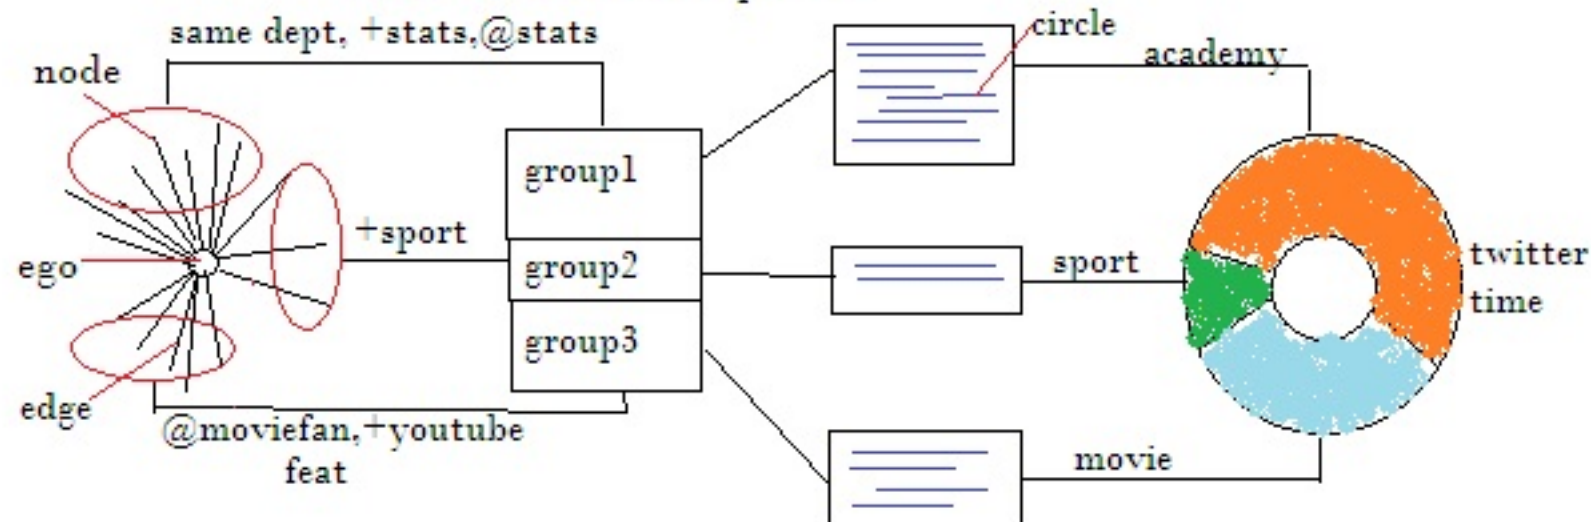 same dept, +stats,@stats
circle
academy
node
group1
+sport
ego
group2
sport
twitter
time
group3
edge
@moviefan,+youtube
feat
movie